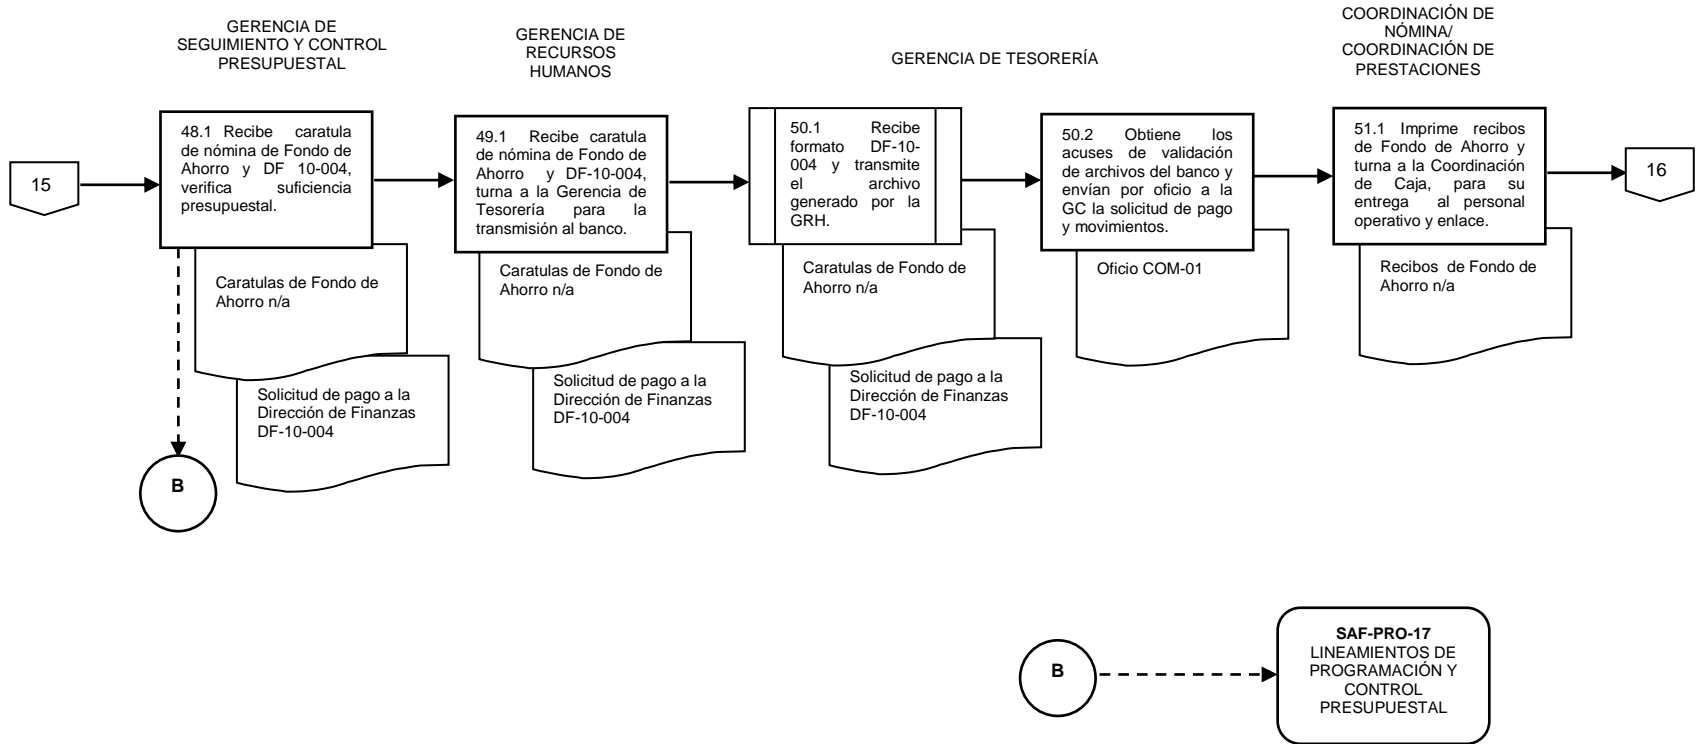 GERENCIA DE
SEGUIMIENTO Y CONTROL
PRESUPUESTAL
GERENCIA DE
RECURSOS
HUMANOS
GERENCIA DE TESORERÍA
COORDINACIÓN DE
NÓMINA/
COORDINACIÓN DE
PRESTACIONES
15
48.1 Recibe caratula
de nómina de Fondo de
Ahorro y DF 10-004,
verifica suficiencia
presupuestal.
49.1 Recibe caratula
de nómina de Fondo de
Ahorro y DF-10-004,
turna a la Gerencia de
Tesorería para la
transmisión al banco.
50.1 Recibe
formato DF-10-
004 y transmite
el archivo
generado por la
GRH.
50.2 Obtiene los
acuses de validación
de archivos del banco y
envían por oficio a la
GC la solicitud de pago
y movimientos.
51.1 Imprime recibos
de Fondo de Ahorro y
turna a la Coordinación
de Caja, para su
entrega al personal
operativo y enlace.
16
Caratulas de Fondo de
Ahorro n/a
Solicitud de pago a la
Dirección de Finanzas
DF-10-004
Caratulas de Fondo de
Ahorro n/a
Solicitud de pago a la
Dirección de Finanzas
DF-10-004
Caratulas de Fondo de
Ahorro n/a
Solicitud de pago a la
Dirección de Finanzas
DF-10-004
Oficio COM-01
Recibos de Fondo de
Ahorro n/a
B
B
SAF-PRO-17
LINEAMIENTOS DE
PROGRAMACIÓN Y
CONTROL
PRESUPUESTAL